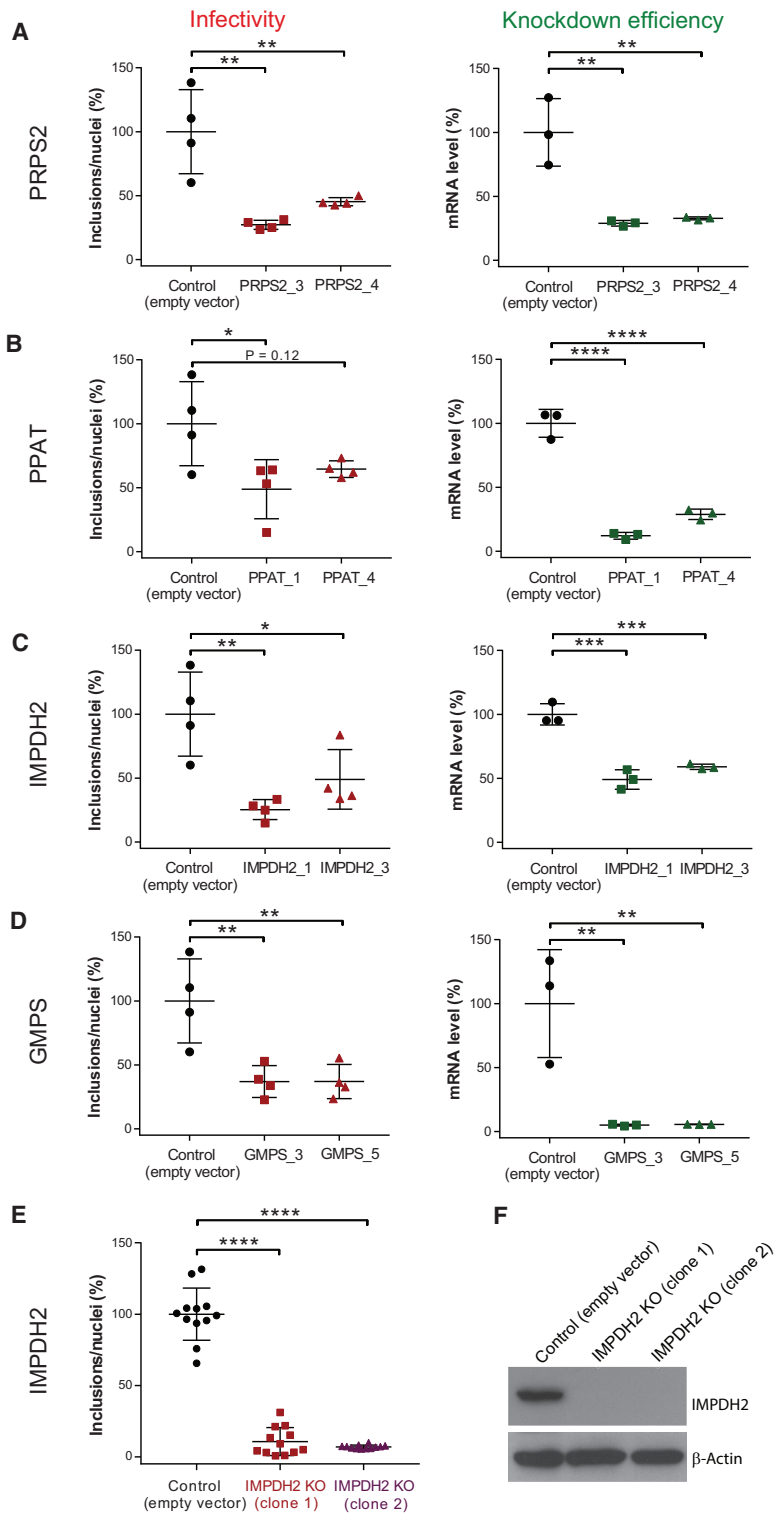 Infectivity
Knockdown efficiency
A
PRPS2
Inclusions/nuclei (%)
150
100
50
0
**
**
Control
(empty vector)
PRPS2_3
PRPS2_4
mRNA level (%)
150
100
50
0
**
**
Control
(empty vector)
PRPS2_3
PRPS2_4
B
PPAT
Inclusions/nuclei (%)
150
100
50
0
*
P = 0.12
Control
(empty vector)
PPAT_1
PPAT_4
mRNA level (%)
150
100
50
0
****
****
Control
(empty vector)
PPAT_1
PPAT_4
C
IMPDH2
Inclusions/nuclei (%)
150
100
50
0
*
**
Control
(empty vector)
IMPDH2_1
IMPDH2_3
mRNA level (%)
150
100
50
0
***
***
Control
(empty vector)
IMPDH2_1
IMPDH2_3
D
GMPS
Inclusions/nuclei (%)
150
100
50
0
**
**
Control
(empty vector)
GMPS_3
GMPS_5
mRNA level (%)
150
100
50
0
**
**
Control
(empty vector)
GMPS_3
GMPS_5
E
IMPDH2
Inclusions/nuclei (%)
150
100
50
0
****
****
Control
(empty vector)
IMPDH2 KO
(clone 1)
IMPDH2 KO
(clone 2)
F
Control (empty vector)
IMPDH2 KO (clone 1)
IMPDH2 KO (clone 2)
IMPDH2
β-Actin